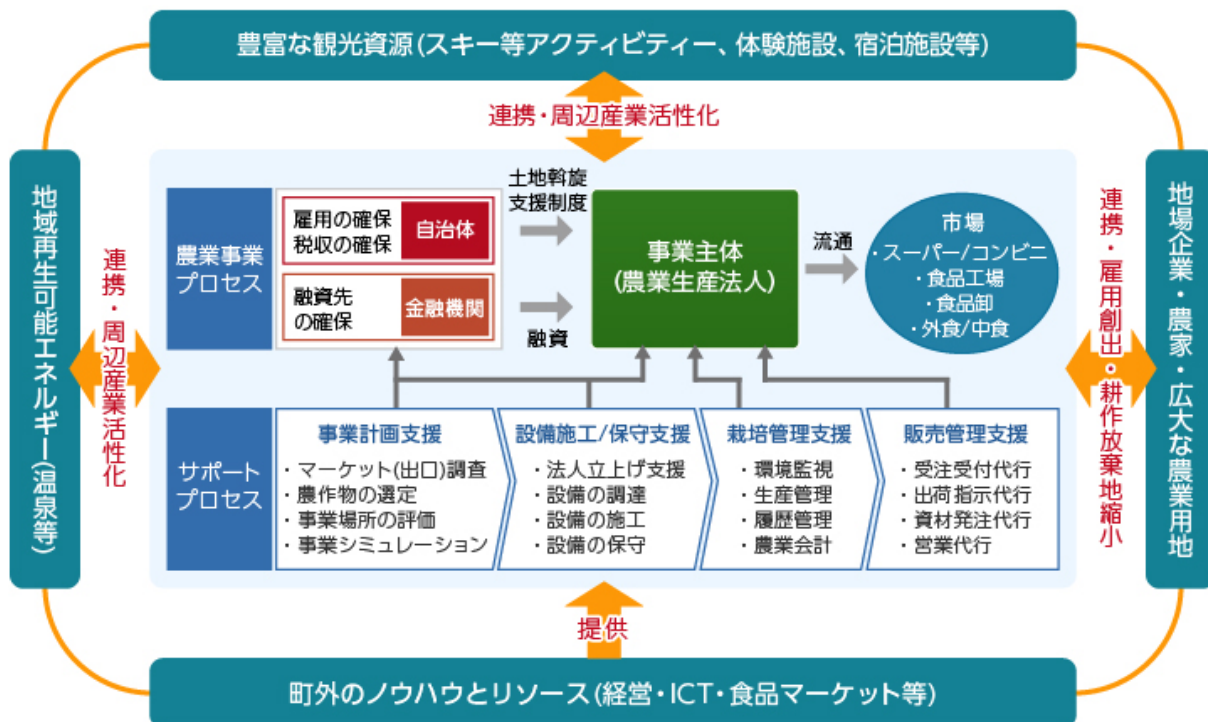 豊富な観光資源(スキー等アクティビティー、体験施設、宿泊施設等)
連携・周辺産業活性化
地域再生可能エネルギー(温泉等)
連携・周辺産業活性化
農業事業
プロセス
雇用の確保
税収の確保
自治体
融資先
の確保
金融機関
土地斡旋
支援制度
融資
事業主体
(農業生産法人)
流通
市場
・スーパー/コンビニ
・食品工場
・食品卸
・外食/中食
連携・雇用創出・耕作放棄地縮小
地場企業・農家・広大な農業用地
サポート
プロセス
事業計画支援
・マーケット(出口)調査
・農作物の選定
・事業場所の評価
・事業シミュレーション
設備施工/保守支援
・法人立上げ支援
・設備の調達
・設備の施工
・設備の保守
栽培管理支援
・環境監視
・生産管理
・履歴管理
・農業会計
販売管理支援
・受注受付代行
・出荷指示代行
・資材発注代行
・営業代行
提供
町外のノウハウとリソース(経営・ICT・食品マーケット等)